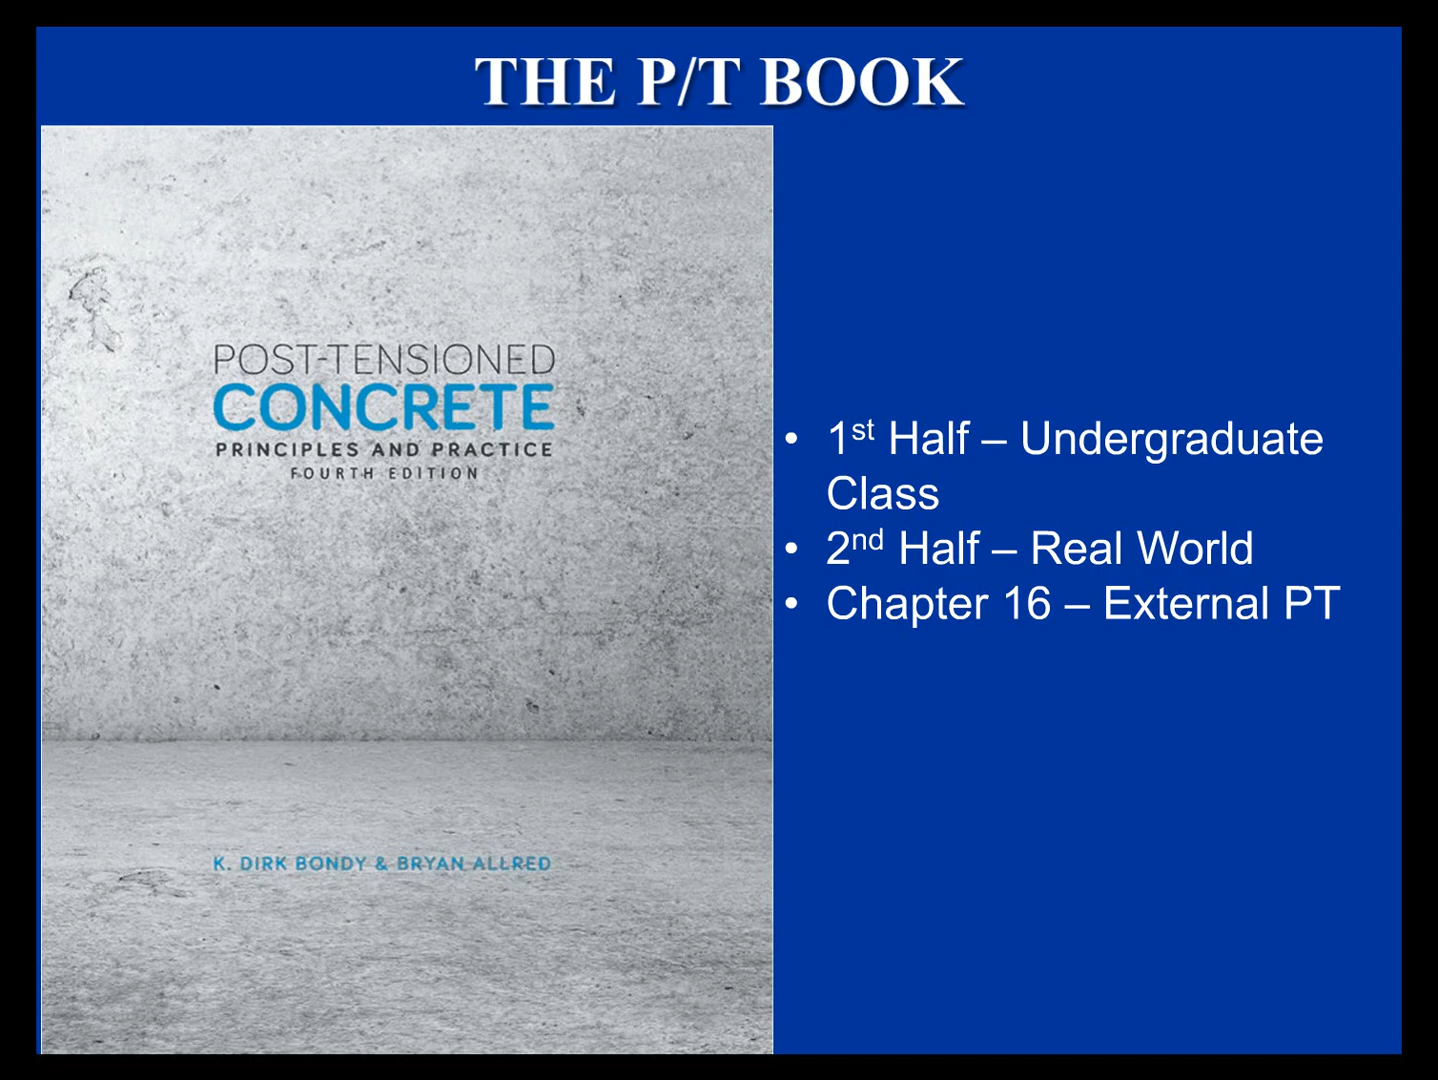 THE P/T BOOK
POST-TENSIONED
CONCRETE
PRINCIPLES AND PRACTICE
FOURTH EDITION
K. DIRK BONDY & BRYAN ALLRED
• 1st Half – Undergraduate
Class
• 2nd Half – Real World
• Chapter 16 – External PT